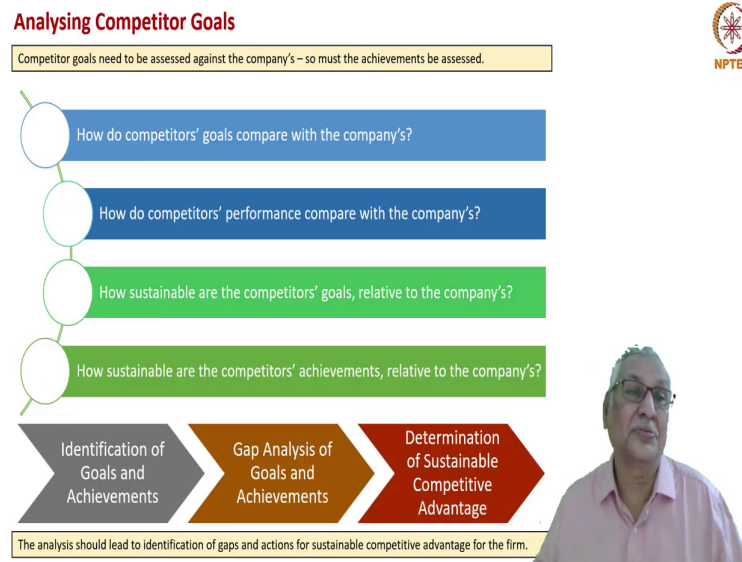 Analysing Competitor Goals
NPTE
Competitor goals need to be assessed against the company's – so must the achievements be assessed.
How do competitors' goals compare with the company's?
How do competitors' performance compare with the company's?
How sustainable are the competitors' goals, relative to the company's?
How sustainable are the competitors' achievements, relative to the company's?
Identification of
Goals and
Achievements
Gap Analysis of
Goals and
Achievements
Determination
of Sustainable
Competitive
Advantage
The analysis should lead to identification of gaps and actions for sustainable competitive advantage for the firm.